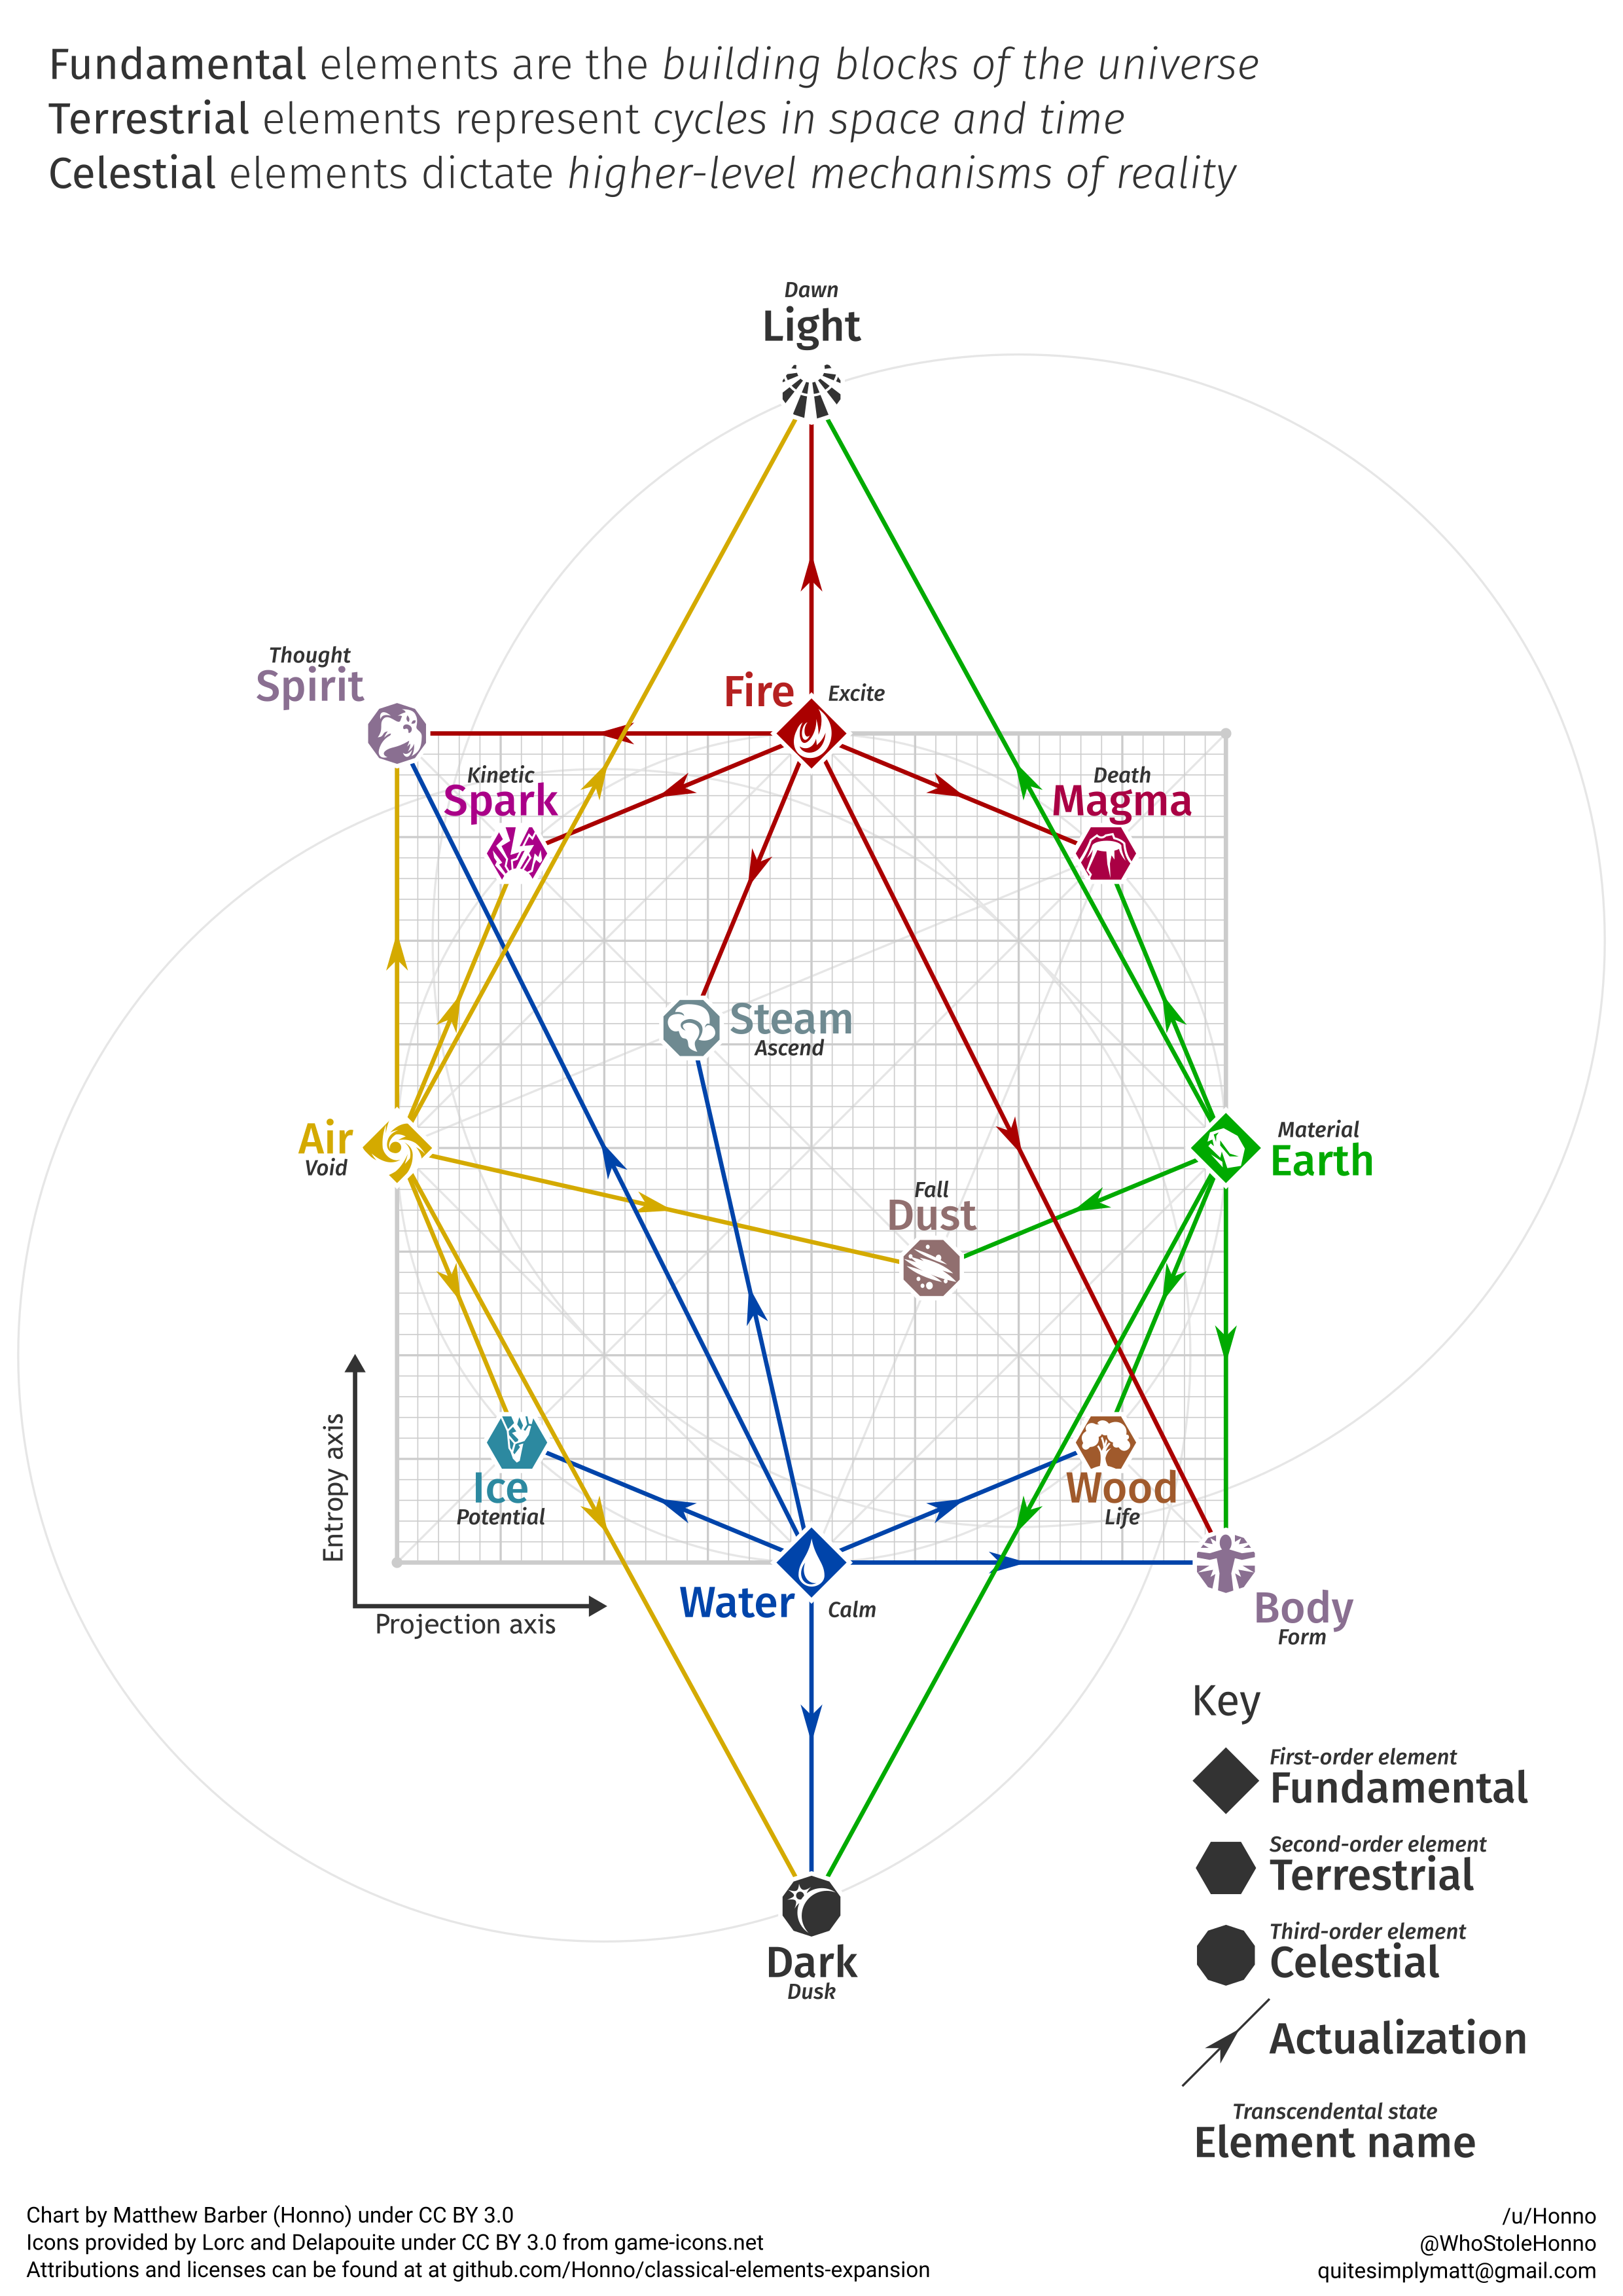 Fundamental elements are the building blocks of the universe
Terrestrial elements represent cycles in space and time
Celestial elements dictate higher-level mechanisms of reality
Dawn
Light
Thought
Spirit
Fire
Excite
Kinetic
Spark
Death
Magma
Steam
Ascend
Air
Void
Material
Earth
Fall
Dust
Entropy axis
Projection axis
Ice
Potential
Wood
Life
Water
Calm
Body
Form
Dark
Dusk
Key
First-order element
Fundamental
Second-order element
Terrestrial
Third-order element
Celestial
Actualization
Transcendental state
Element name
Chart by Matthew Barber (Honno) under CC BY 3.0
Icons provided by Lorc and Delapouite under CC BY 3.0 from game-icons.net
Attributions and licenses can be found at at github.com/Honno/classical-elements-expansion
/u/Honno
@WhoStoleHonno
quitesimplymatt@gmail.com